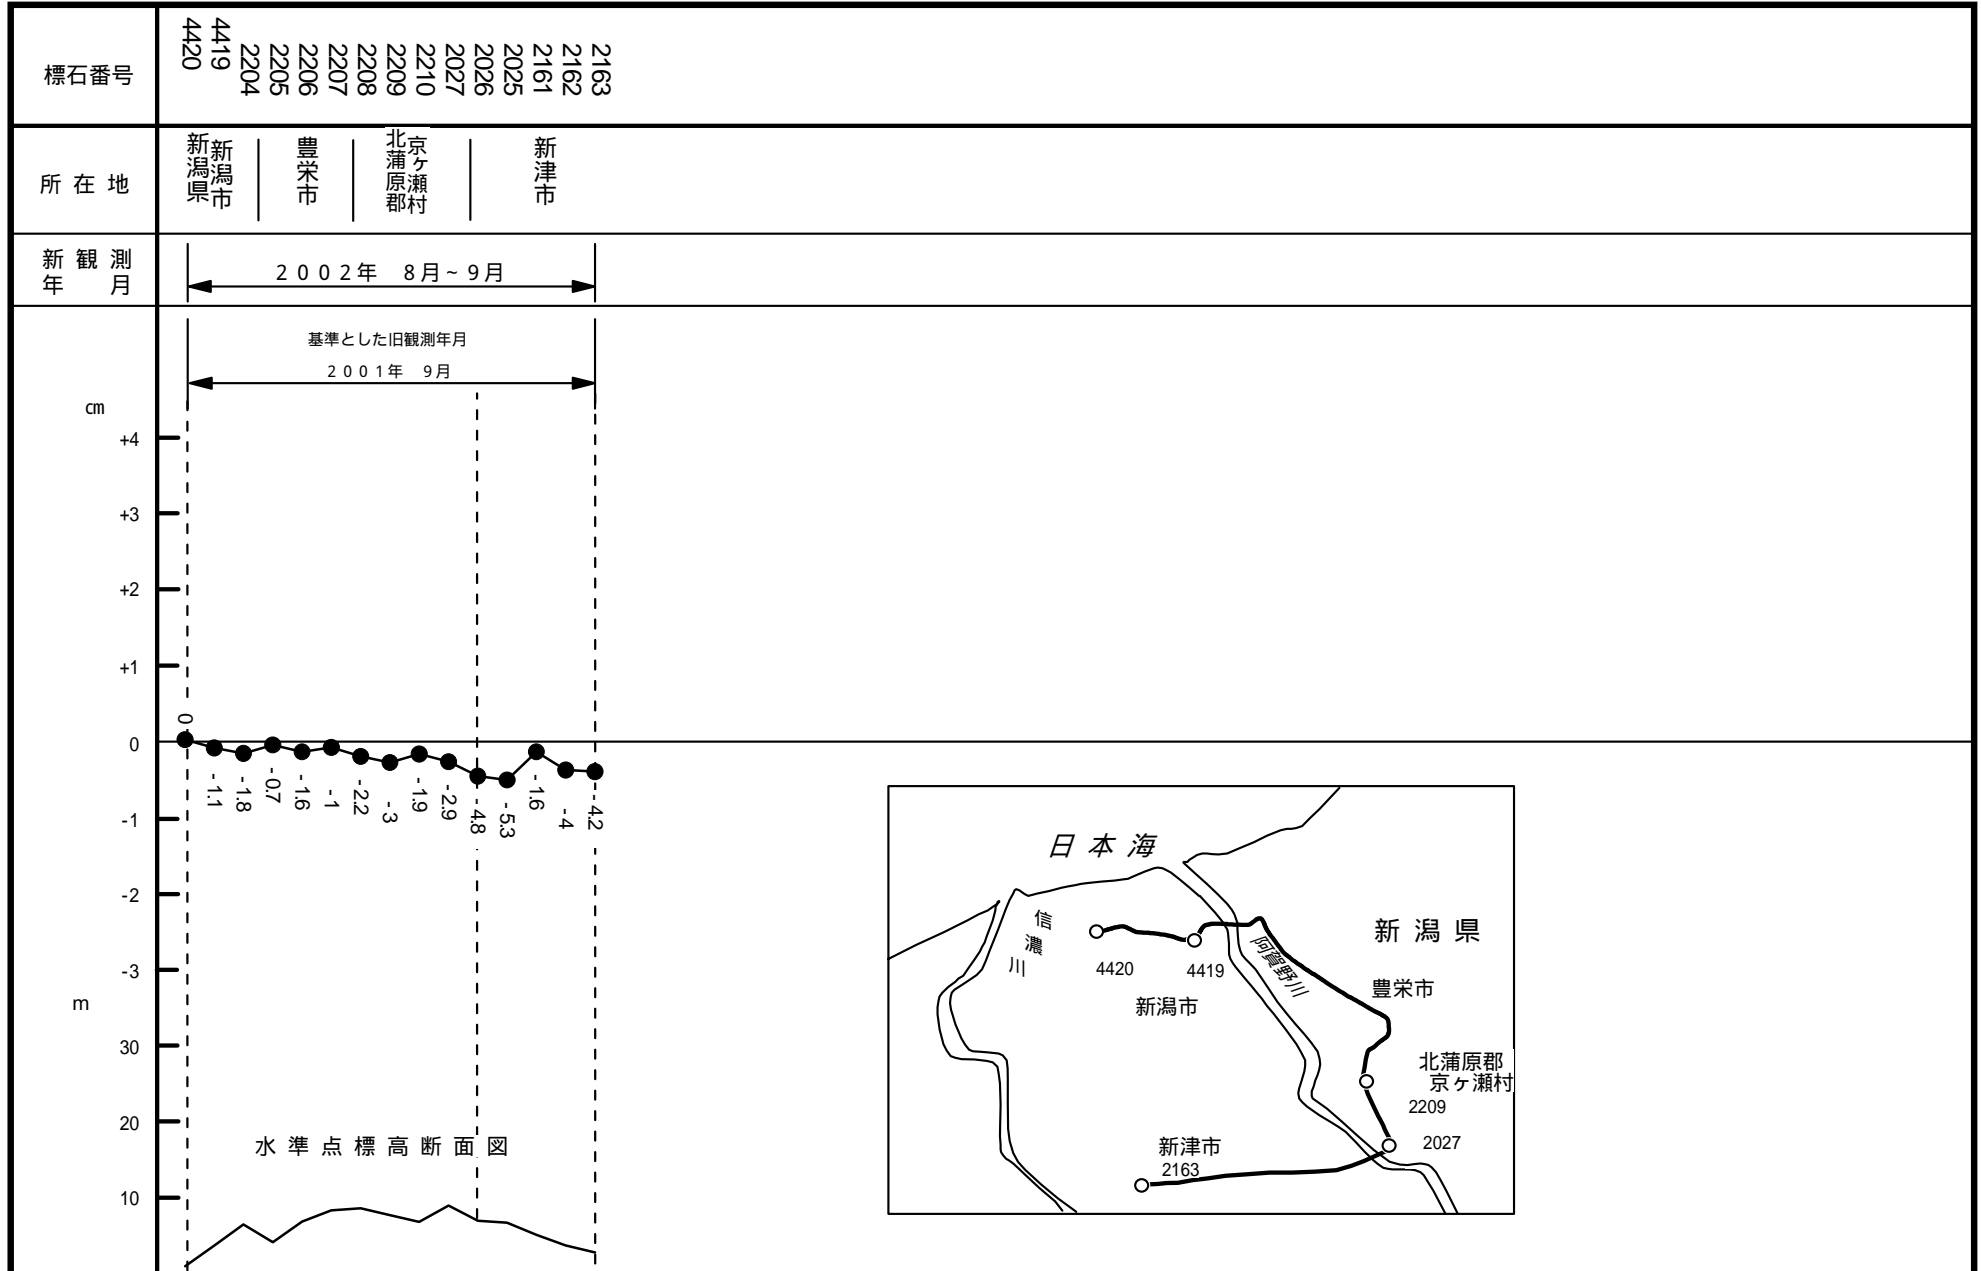 標石番号
4420
4419
2204
2205
2206
2207
2208
2209
2210
2027
2026
2025
2161
2162
2163
所在地
新潟県
新潟市
豊栄市
北蒲原郡
京ヶ瀬村
新津市
新観測
年月
2002年 8月~9月
基準とした旧観測年月
2001年 9月
cm
+4
+3
+2
+1
0
-1
-2
-3
0
-1.1
-1.8
-0.7
-1.6
-1
-2.2
-3
-1.9
-2.9
-4.8
-5.3
-1.6
-4
-4.2
m
30
20
10
水準点標高断面図
日本海
信濃川
阿賀野川
新潟県
4420
4419
新潟市
豊栄市
北蒲原郡
京ヶ瀬村
2209
2027
新津市
2163